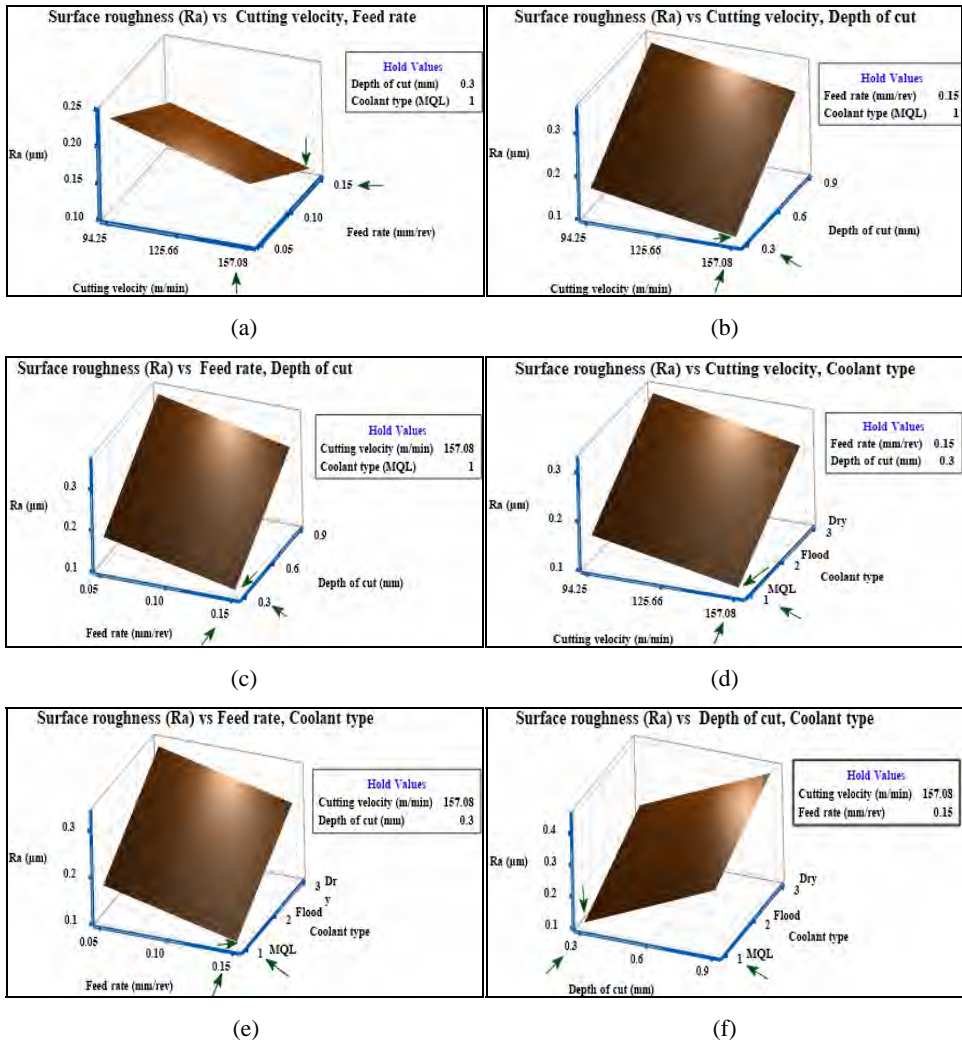 Surface roughness (Ra) vs Cutting velocity, Feed rate
Hold Values
Depth of cut (mm) 0.3
Coolant type (MQL) 1
0.25
0.20
Ra (µm)
0.15
0.10
94.25
125.66
157.08
0.05
0.10
0.15
Feed rate (mm/rev)
Cutting velocity (m/min)
(a)
Surface roughness (Ra) vs Cutting velocity, Depth of cut
Hold Values
Feed rate (mm/rev) 0.15
Coolant type (MQL) 1
0.3
Ra (µm)
0.2
0.1
94.25
125.66
157.08
0.3
0.6
0.9
Depth of cut (mm)
Cutting velocity (m/min)
(b)
Surface roughness (Ra) vs Feed rate, Depth of cut
Hold Values
Cutting velocity (m/min) 157.08
Coolant type (MQL) 1
0.3
Ra (µm)
0.2
0.1
0.05
0.10
0.15
0.3
0.6
0.9
Depth of cut (mm)
Feed rate (mm/rev)
(c)
Surface roughness (Ra) vs Cutting velocity, Coolant type
Hold Values
Feed rate (mm/rev) 0.15
Depth of cut (mm) 0.3
0.3
Ra (µm)
0.2
0.1
94.25
125.66
157.08
Dry
3
Flood
2
Coolant type
MQL
1
Cutting velocity (m/min)
(d)
Surface roughness (Ra) vs Feed rate, Coolant type
Hold Values
Cutting velocity (m/min) 157.08
Depth of cut (mm) 0.3
0.3
Ra (µm)
0.2
0.1
0.05
0.10
0.15
3 Dr
y
Flood
2
Coolant type
1 MQL
Feed rate (mm/rev)
(e)
Surface roughness (Ra) vs Depth of cut, Coolant type
Hold Values
Cutting velocity (m/min) 157.08
Feed rate (mm/rev) 0.15
0.4
0.3
Ra (µm)
0.2
0.1
0.3
0.6
0.9
Dry
3
Flood
2
Coolant type
1 MQL
Depth of cut (mm)
(f)